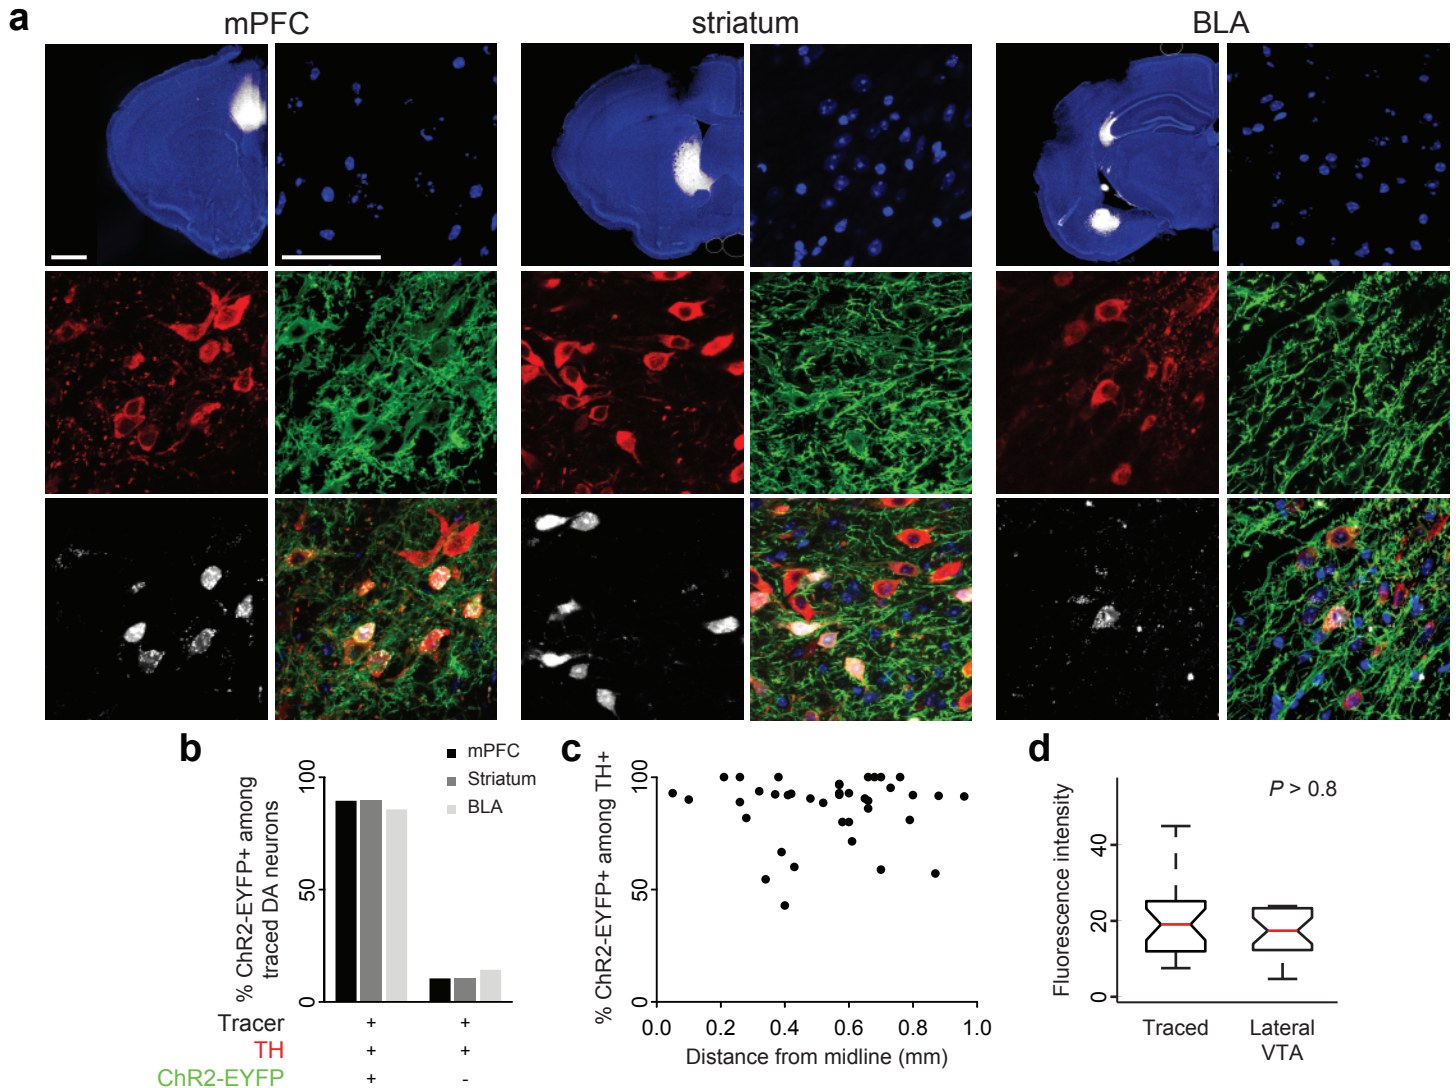 a
mPFC
striatum
BLA
b
mPFC
Striatum
BLA
% ChR2-EYFP+ among
traced DA neurons
100
50
0
Tracer + +
TH + +
ChR2-EYFP + -
c
% ChR2-EYFP+ among TH+
100
50
0
0.0 0.2 0.4 0.6 0.8 1.0
Distance from midline (mm)
d
P > 0.8
Fluorescence intensity
40
20
0
Traced
Lateral
VTA